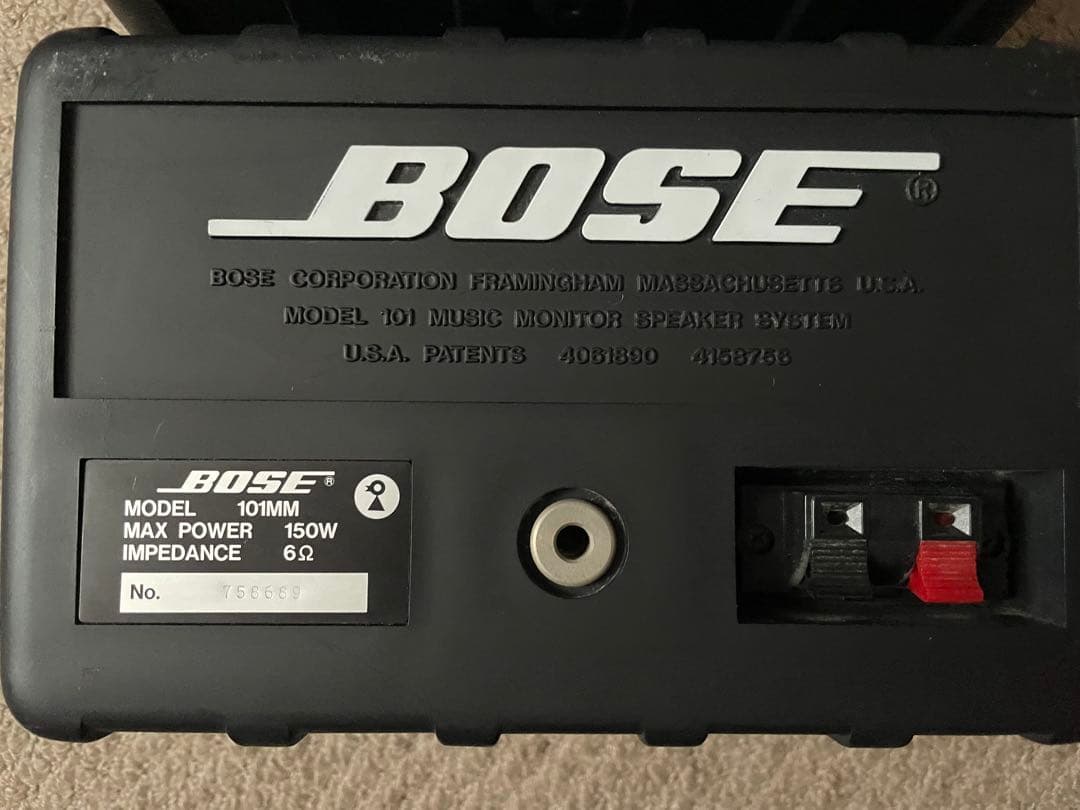 BOSE ®
BOSE CORPORATION FRAMINGHAM MASSACHUSETTS U.S.A.
MODEL 101 MUSIC MONITOR SPEAKER SYSTEM
U.S.A. PATENTS 4061890 4158756
BOSE ®
MODEL 101MM
MAX POWER 150W
IMPEDANCE 6Ω
No. 758689